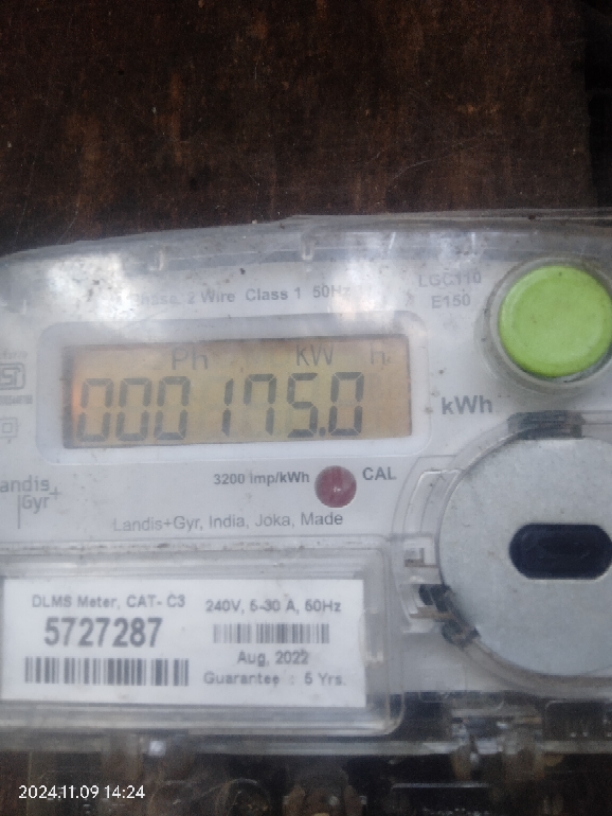 2 Wire Class 1 50Hz
LGC110
E150
Ph KW h
000175.0
kWh
3200 imp/kWh CAL
Landis+Gyr, India, Joka, Made
andis
Gyr+
DLMS Meter, CAT- C3
5727287
240V, 5-30 A, 50Hz
Aug, 2022
Guarantee : 5 Yrs.
2024.11.09 14:24